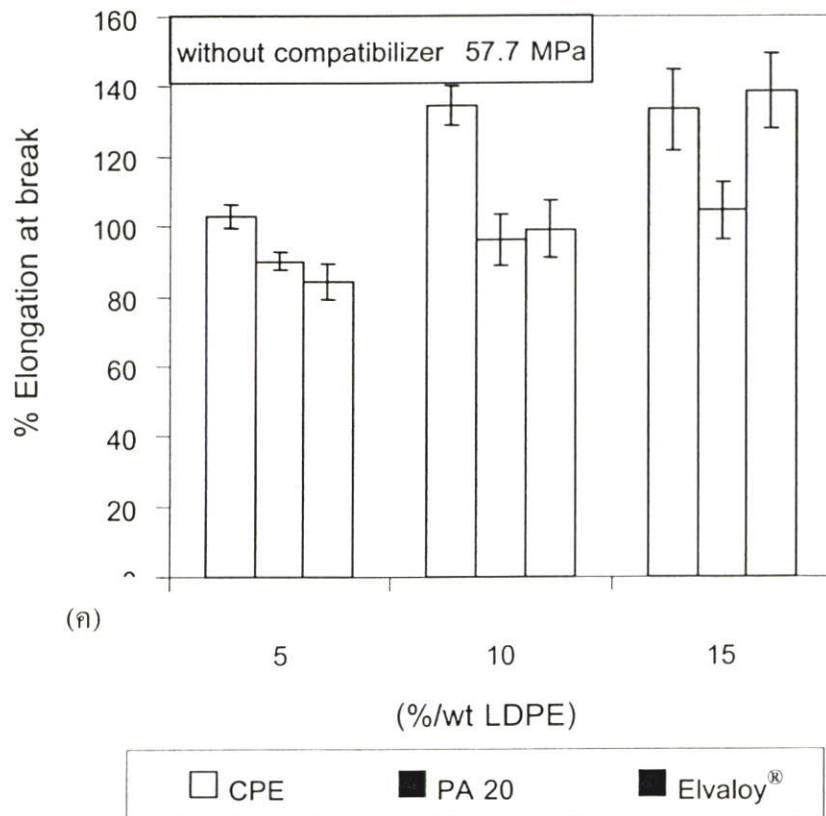 160
without compatibilizer 57.7 MPa
140
120
100
80
60
40
20
0
% Elongation at break
(ค)
5 10 15
(%/wt LDPE)
CPE PA 20 Elvaloy®